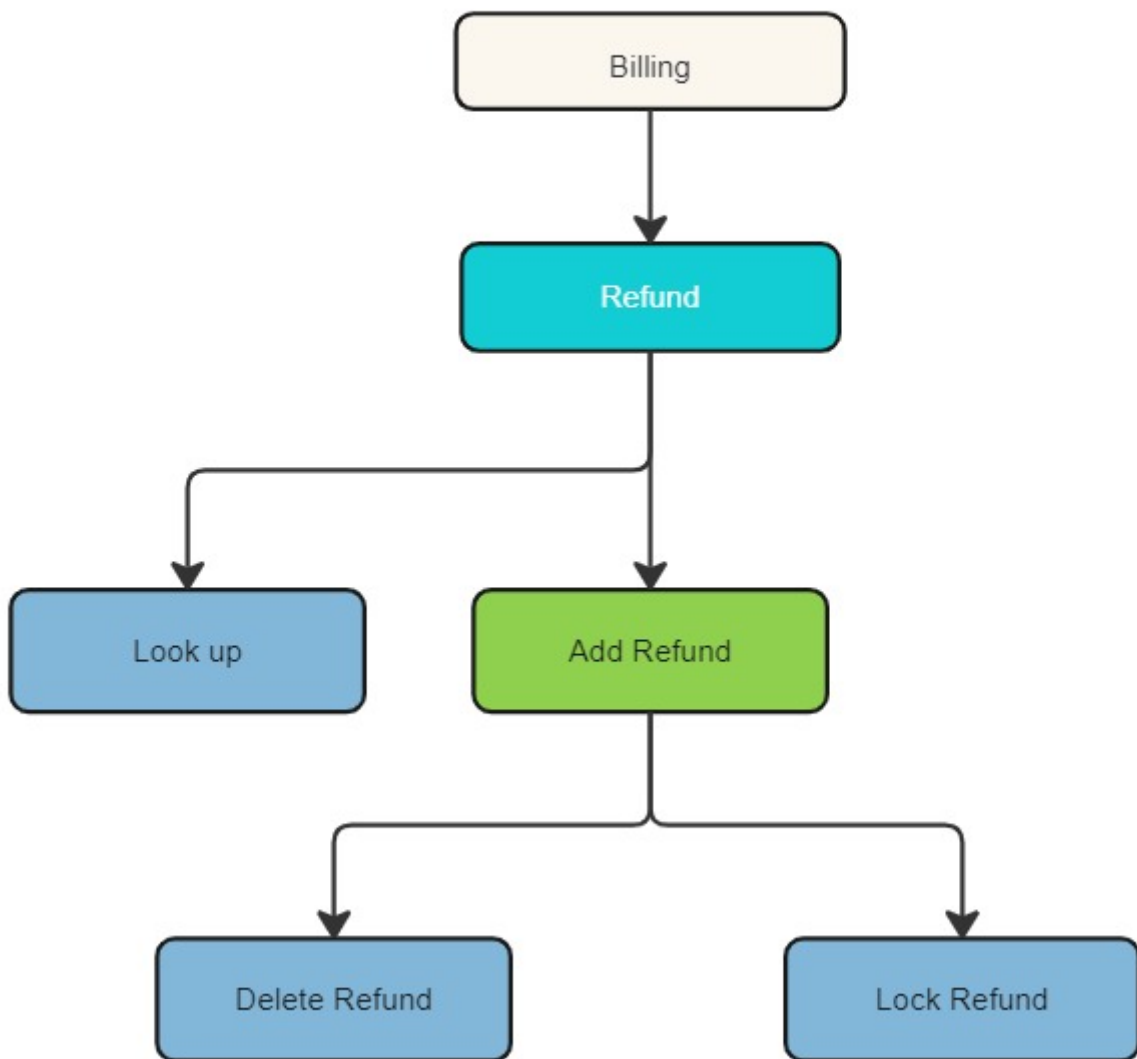 Billing
Refund
Look up
Add Refund
Delete Refund
Lock Refund